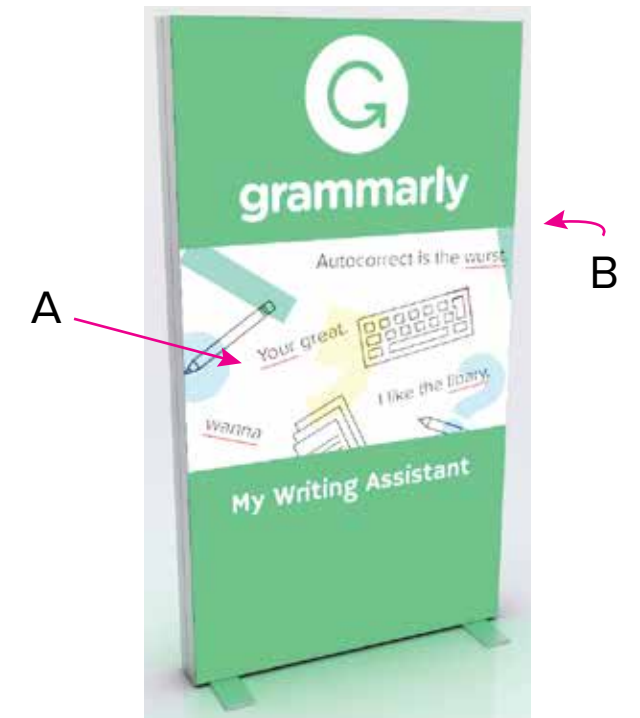 G
grammarly
Autocorrect is the wurst
Your great.
I like the libary.
wanna
My Writing Assistant
A
B